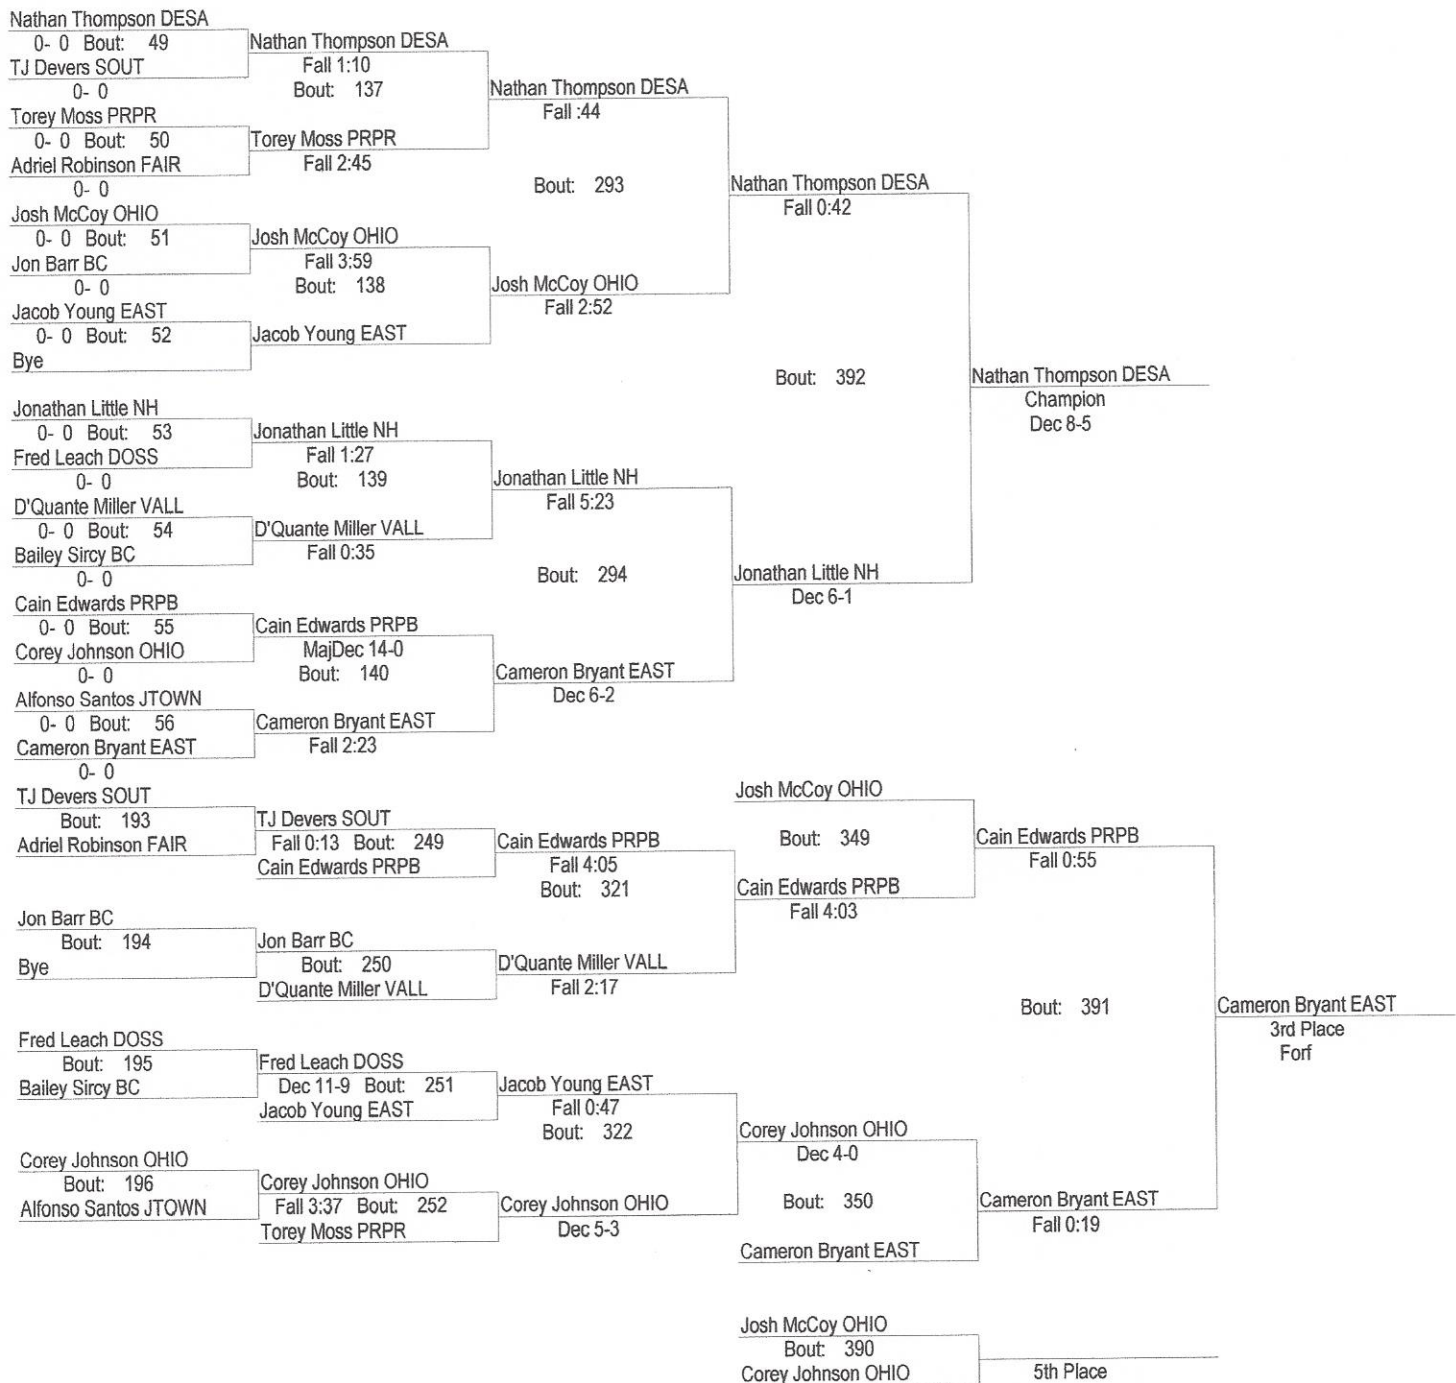 Nathan Thompson DESA
0- 0 Bout: 49
TJ Devers SOUT
0- 0
Torey Moss PRPR
0- 0 Bout: 50
Adriel Robinson FAIR
0- 0
Josh McCoy OHIO
0- 0 Bout: 51
Jon Barr BC
0- 0
Jacob Young EAST
0- 0 Bout: 52
Bye
Jonathan Little NH
0- 0 Bout: 53
Fred Leach DOSS
0- 0
D'Quante Miller VALL
0- 0 Bout: 54
Bailey Sircy BC
0- 0
Cain Edwards PRPB
0- 0 Bout: 55
Corey Johnson OHIO
0- 0
Alfonso Santos JTOWN
0- 0 Bout: 56
Cameron Bryant EAST
0- 0
Nathan Thompson DESA
Fall 1:10
Bout: 137
Torey Moss PRPR
Fall 2:45
Josh McCoy OHIO
Fall 3:59
Bout: 138
Jacob Young EAST
Jonathan Little NH
Fall 1:27
Bout: 139
D'Quante Miller VALL
Fall 0:35
Cain Edwards PRPB
MajDec 14-0
Bout: 140
Cameron Bryant EAST
Fall 2:23
Nathan Thompson DESA
Fall :44
Bout: 293
Josh McCoy OHIO
Fall 2:52
Jonathan Little NH
Fall 5:23
Bout: 294
Cameron Bryant EAST
Dec 6-2
Nathan Thompson DESA
Fall 0:42
Bout: 392
Jonathan Little NH
Dec 6-1
Nathan Thompson DESA
Champion
Dec 8-5
TJ Devers SOUT
Bout: 193
Adriel Robinson FAIR
Jon Barr BC
Bout: 194
Bye
Fred Leach DOSS
Bout: 195
Bailey Sircy BC
Corey Johnson OHIO
Bout: 196
Alfonso Santos JTOWN
TJ Devers SOUT
Fall 0:13 Bout: 249
Cain Edwards PRPB
Jon Barr BC
Bout: 250
D'Quante Miller VALL
Fred Leach DOSS
Dec 11-9 Bout: 251
Jacob Young EAST
Corey Johnson OHIO
Fall 3:37 Bout: 252
Torey Moss PRPR
Cain Edwards PRPB
Fall 4:05
Bout: 321
D'Quante Miller VALL
Fall 2:17
Jacob Young EAST
Fall 0:47
Bout: 322
Corey Johnson OHIO
Dec 5-3
Josh McCoy OHIO
Bout: 349
Cain Edwards PRPB
Fall 4:03
Corey Johnson OHIO
Dec 4-0
Bout: 350
Cameron Bryant EAST
Cain Edwards PRPB
Fall 0:55
Bout: 391
Cameron Bryant EAST
Fall 0:19
Cameron Bryant EAST
3rd Place
Forf
Josh McCoy OHIO
Bout: 390
Corey Johnson OHIO
5th Place